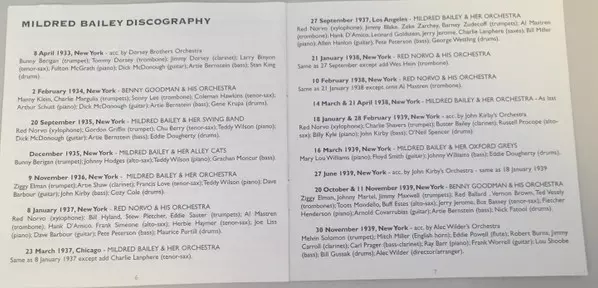 MILDRED BAILEY DISCOGRAPHY
8 April 1933, New York - acc by Dorsey Brothers Orchestra
Bunny Berigan (trumpet); Tommy Dorsey (trombone); Jimmy Dorsey (clarinet); Larry Binyon
(tenor-sax); Fulton McGrath (piano); Dick McDonough (guitar); Artie Bernstein (bass); Stan King
(drums).
2 February 1934, New York - BENNY GOODMAN & HIS ORCHESTRA
Manny Klein, Charlie Margulis (trumpets); Sonny Lee (trombone); Coleman Hawkins (tenor-sax);
Arthur Schutt (piano); Dick McDonough (guitar); Artie Bernstein (bass); Gene Krupa (drums).
20 September 1935, New York - MILDRED BAILEY & HER SWING BAND
Red Norvo (xylophone); Gordon Griffin (trumpet); Chu Berry (tenor-sax); Teddy Wilson (piano);
Dick McDonough (guitar); Artie Bernstein (bass); Eddie Dougherty (drums).
December 1935, New York - MILDRED BAILEY & HER ALLEY CATS
Bunny Berigan (trumpet); Johnny Hodges (alto-sax); Teddy Wilson (piano); Grachan Moncur (bass).
9 November 1936, New York - MILDRED BAILEY & HER ORCHESTRA
Ziggy Elman (trumpet); Artie Shaw (clarinet); Francis Love (tenor-sax); Teddy Wilson (piano); Dave
Barbour (guitar); John Kirby (bass); Cozy Cole (drums).
8 January 1937, New York - RED NORVO & HIS ORCHESTRA
Red Norvo (xylophone); Bill Hyland, Stew Pletcher, Eddie Sauter (trumpets); Al Mastren
(trombone); Hank D'Amico, Frank Simeone (alto-sax); Herbie Haymer (tenor-sax); Joe Liss
(piano); Dave Barbour (guitar); Pete Peterson (bass); Maurice Purtill (drums).
23 March 1937, Chicago - MILDRED BAILEY & HER ORCHESTRA
Same as 8 January 1937 except add Charles Lanphere (tenor-sax).
6
27 September 1937, Los Angeles - MILDRED BAILEY & HER ORCHESTRA
Red Norvo (xylophone); Jimmy Blake, Zeke Zarchey, Barney Zudecoff (trumpets); Al Mastren
(trombone); Hank D'Amico, Leonard Goldstein, Jerry Jerome, Charlie Lanphere (saxes); Bill Miller
(piano); Allen Hanlon (guitar); Pete Peterson (bass); George Wettling (drums).
21 January 1938, New York - RED NORVO & HIS ORCHESTRA
Same as 27 September except add Wes Hein (trombone).
10 February 1938, New York - RED NORVO & HIS ORCHESTRA
Same as 21 January 1938 except omit Al Mastren (trombone).
14 March & 21 April 1938, New York - MILDRED BAILEY & HER ORCHESTRA - As last
18 January & 28 February 1939, New York - acc. by John Kirby's Orchestra.
Red Norvo (xylophone); Charlie Shavers (trumpet); Buster Bailey (clarinet); Russell Procope (alto-
sax); Billy Kyle (piano); John Kirby (bass); O'Neil Spencer (drums).
16 March 1939, New York - MILDRED BAILEY & HER OXFORD GREYS
Mary Lou Williams (piano); Floyd Smith (guitar); Johnny Williams (bass); Eddie Dougherty (drums).
27 June 1939, New York - acc. by John Kirby's Orchestra - same as 18 January 1939
20 October & 11 November 1939, New York - BENNY GOODMAN & HIS ORCHESTRA
Ziggy Elman, Johnny Martel, Jimmy Maxwell (trumpets); Red Ballard, Vernon Brown, Ted Vesely
(trombones); Toots Mondello, Buff Estes (alto-sax); Jerry Jerome, Bus Bassey (tenor-sax); Fletcher
Henderson (piano); Arnold Covarrubias (guitar); Artie Bernstein (bass); Nick Fatool (drums).
30 November 1939, New York - acc. by Alec Wilder's Orchestra
Melvin Solomon (trumpet); Mitch Miller (English horn); Eddie Powell (flute); Roberts Burns, Jimmy
Carroll (clarinet); Carl Prager (bass-clarinet); Ray Barr (piano); Frank Worrell (guitar); Lou Shoobe
(bass); Bill Gussak (drums); Alec Wilder (director/arranger).
7